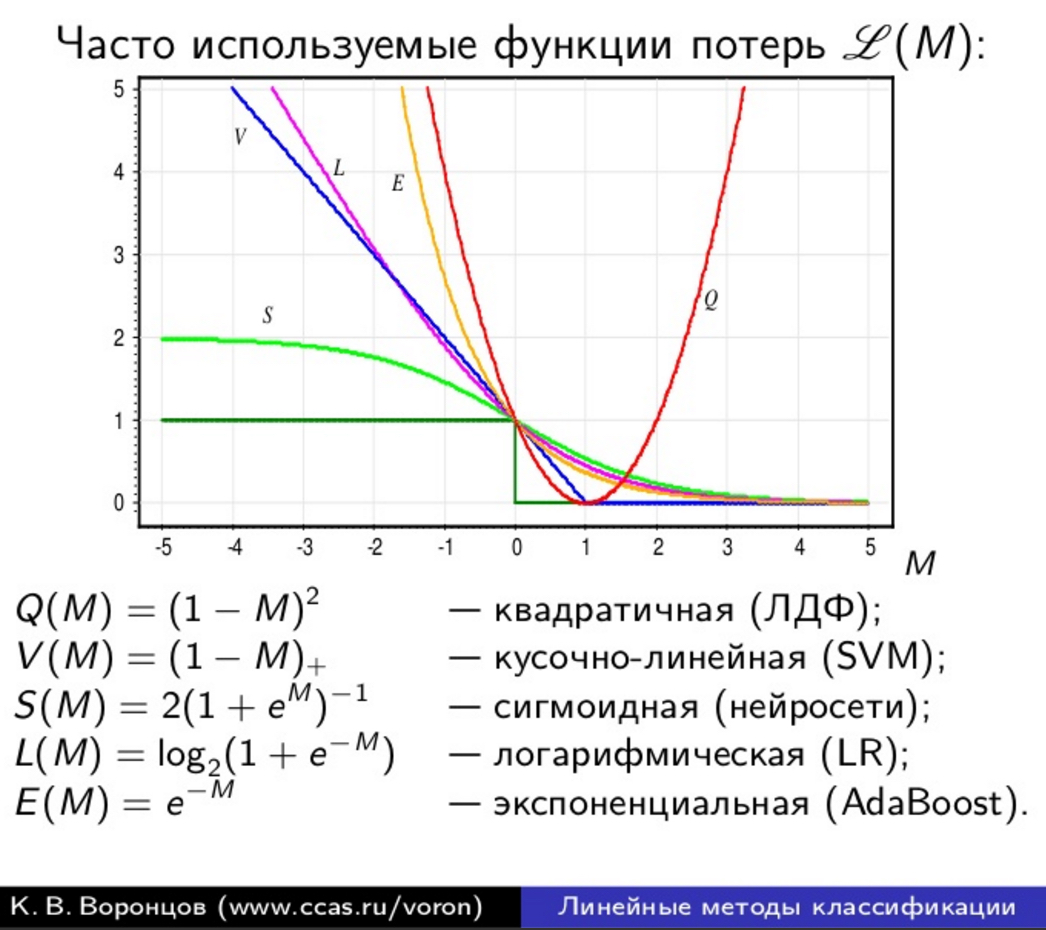 Часто используемые функции потерь ℒ(M):
5
4
3
2
1
0
V
L
E
S
Q
-5 -4 -3 -2 -1 0 1 2 3 4 5
M
Q(M) = (1 − M)² — квадратичная (ЛДФ);
V(M) = (1 − M)₊ — кусочно-линейная (SVM);
S(M) = 2(1 + e^M)^−1 — сигмоидная (нейросети);
L(M) = log₂(1 + e^−M) — логарифмическая (LR);
E(M) = e^−M — экспоненциальная (AdaBoost).
К. В. Воронцов (www.ccas.ru/voron) Линейные методы классификации